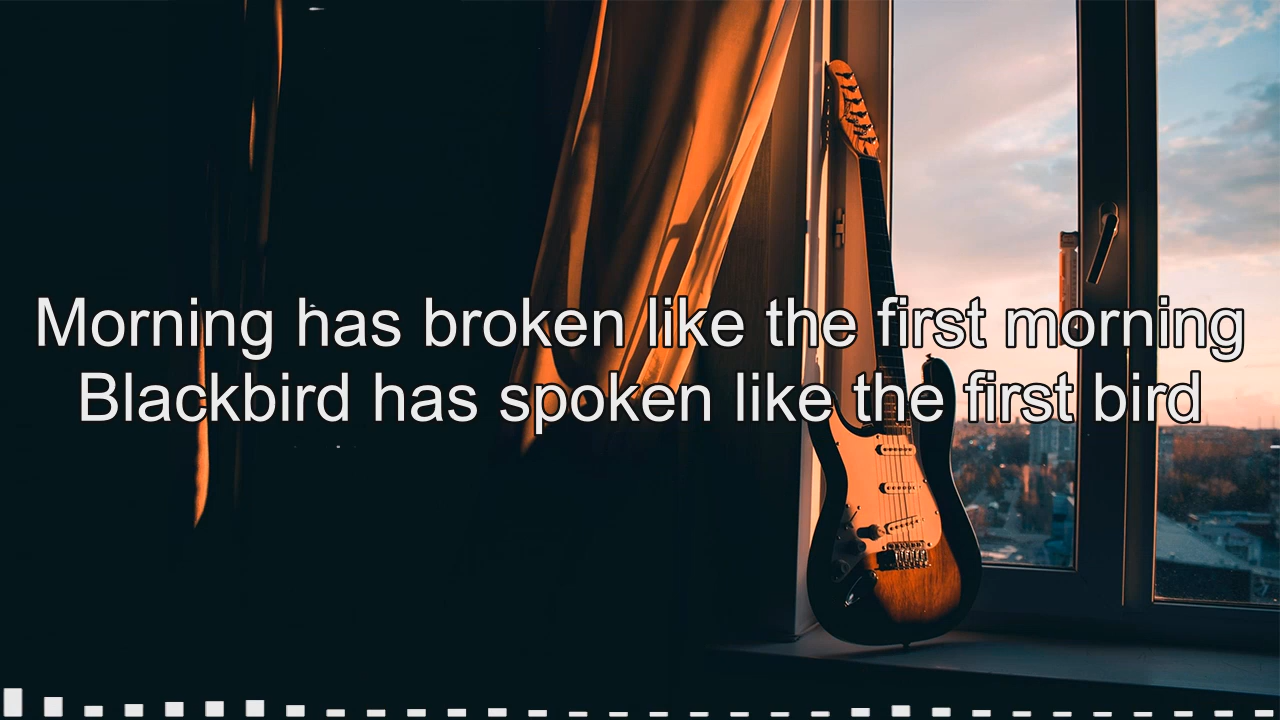 Morning has broken like the first morning
Blackbird has spoken like the first bird